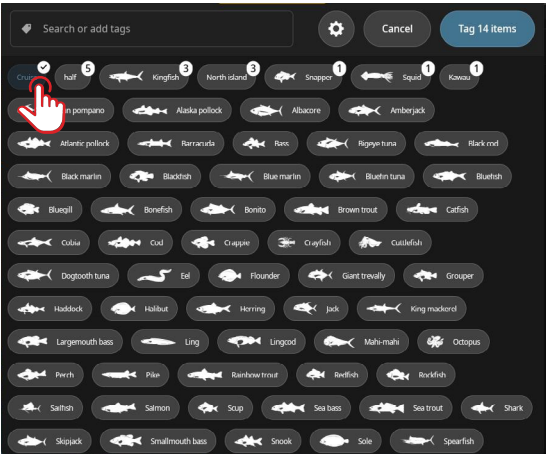 Search or add tags Cancel Tag 14 items
half 5 Kingfish 3 North island 3 Snapper 1 Squid 1 Kawau 1
pompano Alaska pollock Albacore Amberjack
Atlantic pollock Barracuda Bass Bigeye tuna Black cod
Black marlin Blackfish Blue marlin Bluefin tuna Bluefish
Bluegill Bonefish Bonito Brown trout Catfish
Cobia Cod Crappie Crayfish Cuttlefish
Dogtooth tuna Eel Flounder Giant trevally Grouper
Haddock Halibut Herring Jack King mackerel
Largemouth bass Ling Lingcod Mahi-mahi Octopus
Perch Pike Rainbow trout Redfish Rockfish
Sailfish Salmon Scup Sea bass Sea trout Shark
Skipjack Smallmouth bass Snook Sole Spearfish